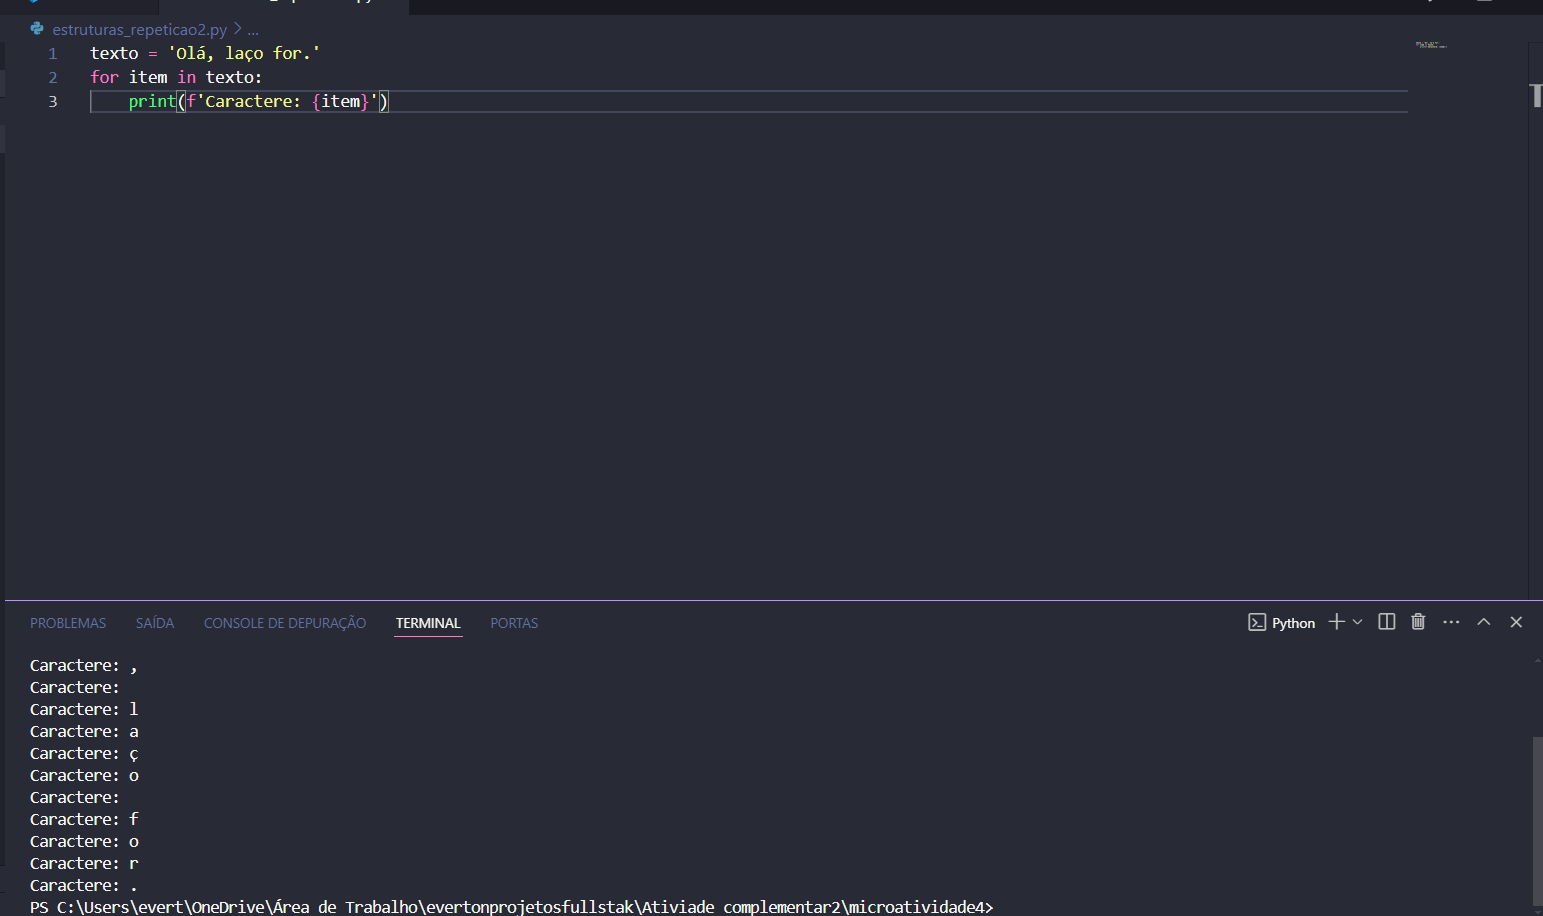 estruturas_repeticao2.py > ...
1 texto = 'Olá, laço for.'
2 for item in texto:
3 print(f'Caractere: {item}')
PROBLEMAS SAÍDA CONSOLE DE DEPURAÇÃO TERMINAL PORTAS Python
Caractere: ,
Caractere:
Caractere: l
Caractere: a
Caractere: ç
Caractere: o
Caractere:
Caractere: f
Caractere: o
Caractere: r
Caractere: .
PS C:\Users\evert\OneDrive\Área de Trabalho\evertonprojetosfullstak\Ativiade complementar2\microatividade4>